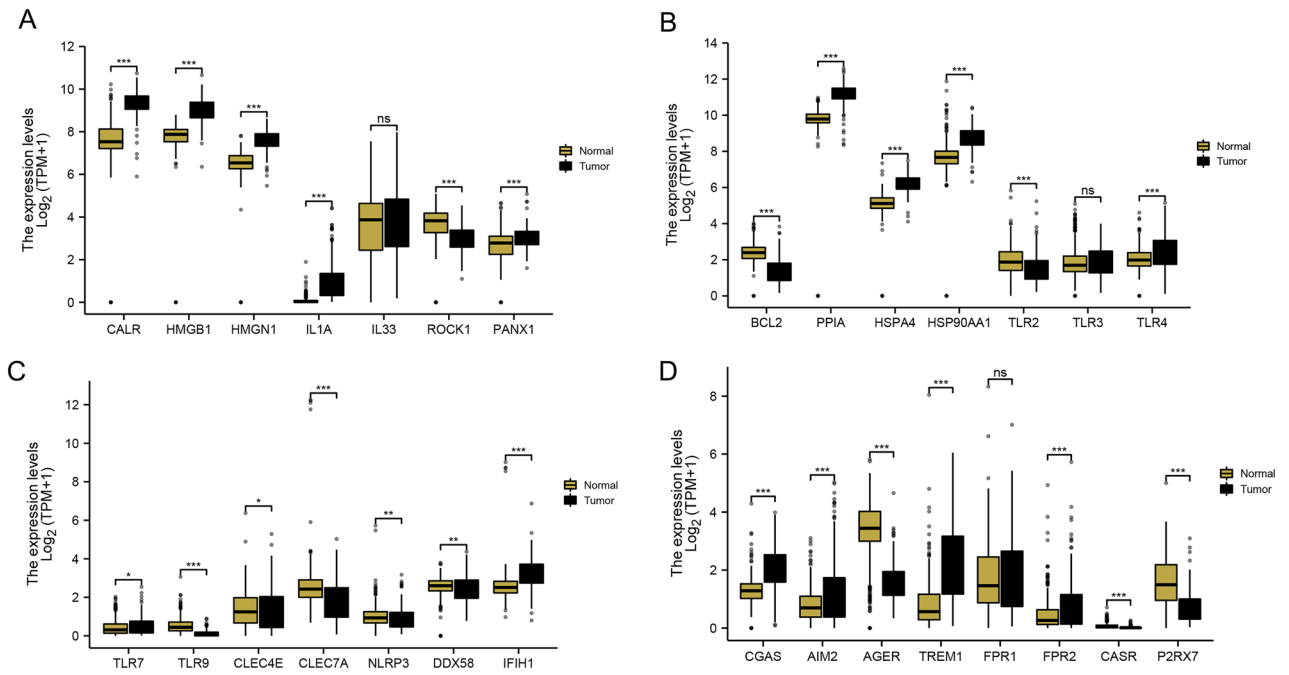 A
The expression levels
Log2 (TPM+1)
12
10
8
6
4
2
0
*** *** *** *** ns *** ***
CALR HMGB1 HMGN1 IL1A IL33 ROCK1 PANX1
Normal
Tumor
B
The expression levels
Log2 (TPM+1)
14
12
10
8
6
4
2
0
*** *** *** *** *** ns ***
BCL2 PPIA HSPA4 HSP90AA1 TLR2 TLR3 TLR4
Normal
Tumor
C
The expression levels
Log2 (TPM+1)
12
10
8
6
4
2
0
* *** * *** ** ** ***
TLR7 TLR9 CLEC4E CLEC7A NLRP3 DDX58 IFIH1
Normal
Tumor
D
The expression levels
Log2 (TPM+1)
8
6
4
2
0
*** *** *** *** ns *** *** ***
CGAS AIM2 AGER TREM1 FPR1 FPR2 CASR P2RX7
Normal
Tumor